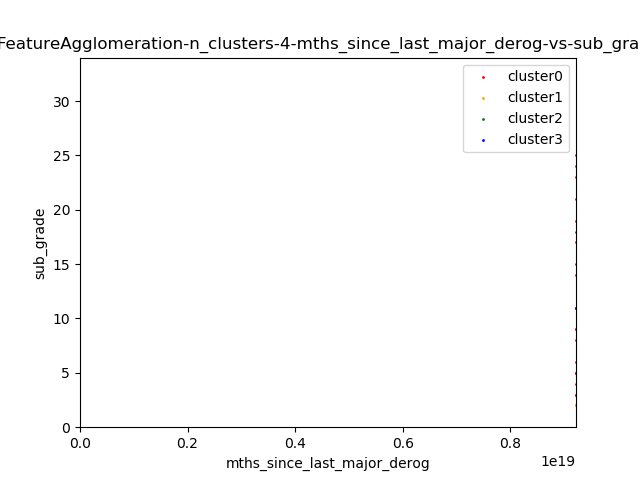 FeatureAgglomeration-n_clusters-4-mths_since_last_major_derog-vs-sub_gra
cluster0
cluster1
cluster2
cluster3
30
25
20
15
10
5
0
sub_grade
0.0 0.2 0.4 0.6 0.8
1e19
mths_since_last_major_derog